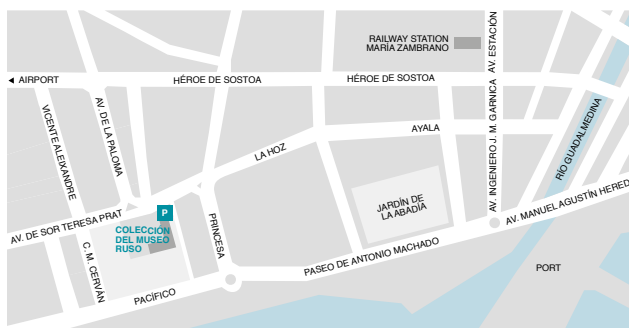 RAILWAY STATION
MARÍA ZAMBRANO
AV. ESTACIÓN
AIRPORT
HÉROE DE SOSTOA
HÉROE DE SOSTOA
VICENTE ALEIXANDRE
AV. DE LA PALOMA
LA HOZ
AYALA
AV. INGENIERO J. M. GARNICA
RÍO GUADALMEDINA
JARDÍN DE
LA ABADÍA
AV. MANUEL AGUSTÍN HERED
P
AV. DE SOR TERESA PRAT
COLECCIÓN
DEL MUSEO
RUSO
PRINCESA
C. M. CERVÁN
PASEO DE ANTONIO MACHADO
PORT
PACÍFICO